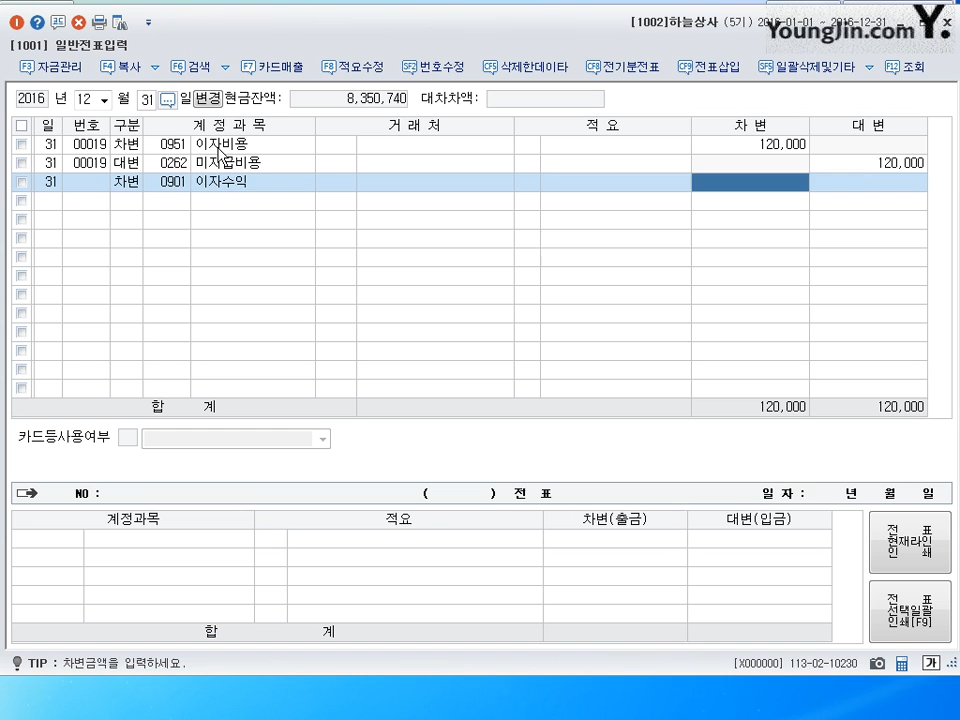 [1002]하늘상사 (5기) 2016-01-01 ~ 2016-12-31
YoungJin.com Y.
[1001] 일반전표입력
F3 자금관리 F4 복사 F6 검색 F7 카드매출 F8 적요수정 SF2 번호수정 CF5 삭제한데이타 CF8 전기분전표 CF9 전표삽입 SF5 일괄삭제및기타 F12 조회
2016 년 12 월 31 일 변경 현금잔액: 8,350,740 대차차액:
일 번호 구분 계 정 과 목 거 래 처 적 요 차 변 대 변
31 00019 차변 0951 이자비용 120,000
31 00019 대변 0262 미지급비용 120,000
31 차변 0901 이자수익
합 계 120,000 120,000
카드등사용여부
NO : ( ) 전 표 일 자 : 년 월 일
계정과목 적요 차변(출금) 대변(입금)
전 표
현재라인
인 쇄
전 표
선택일괄
인쇄[F9]
합 계
TIP : 차변금액을 입력하세요.
[X000000] 113-02-10230 가